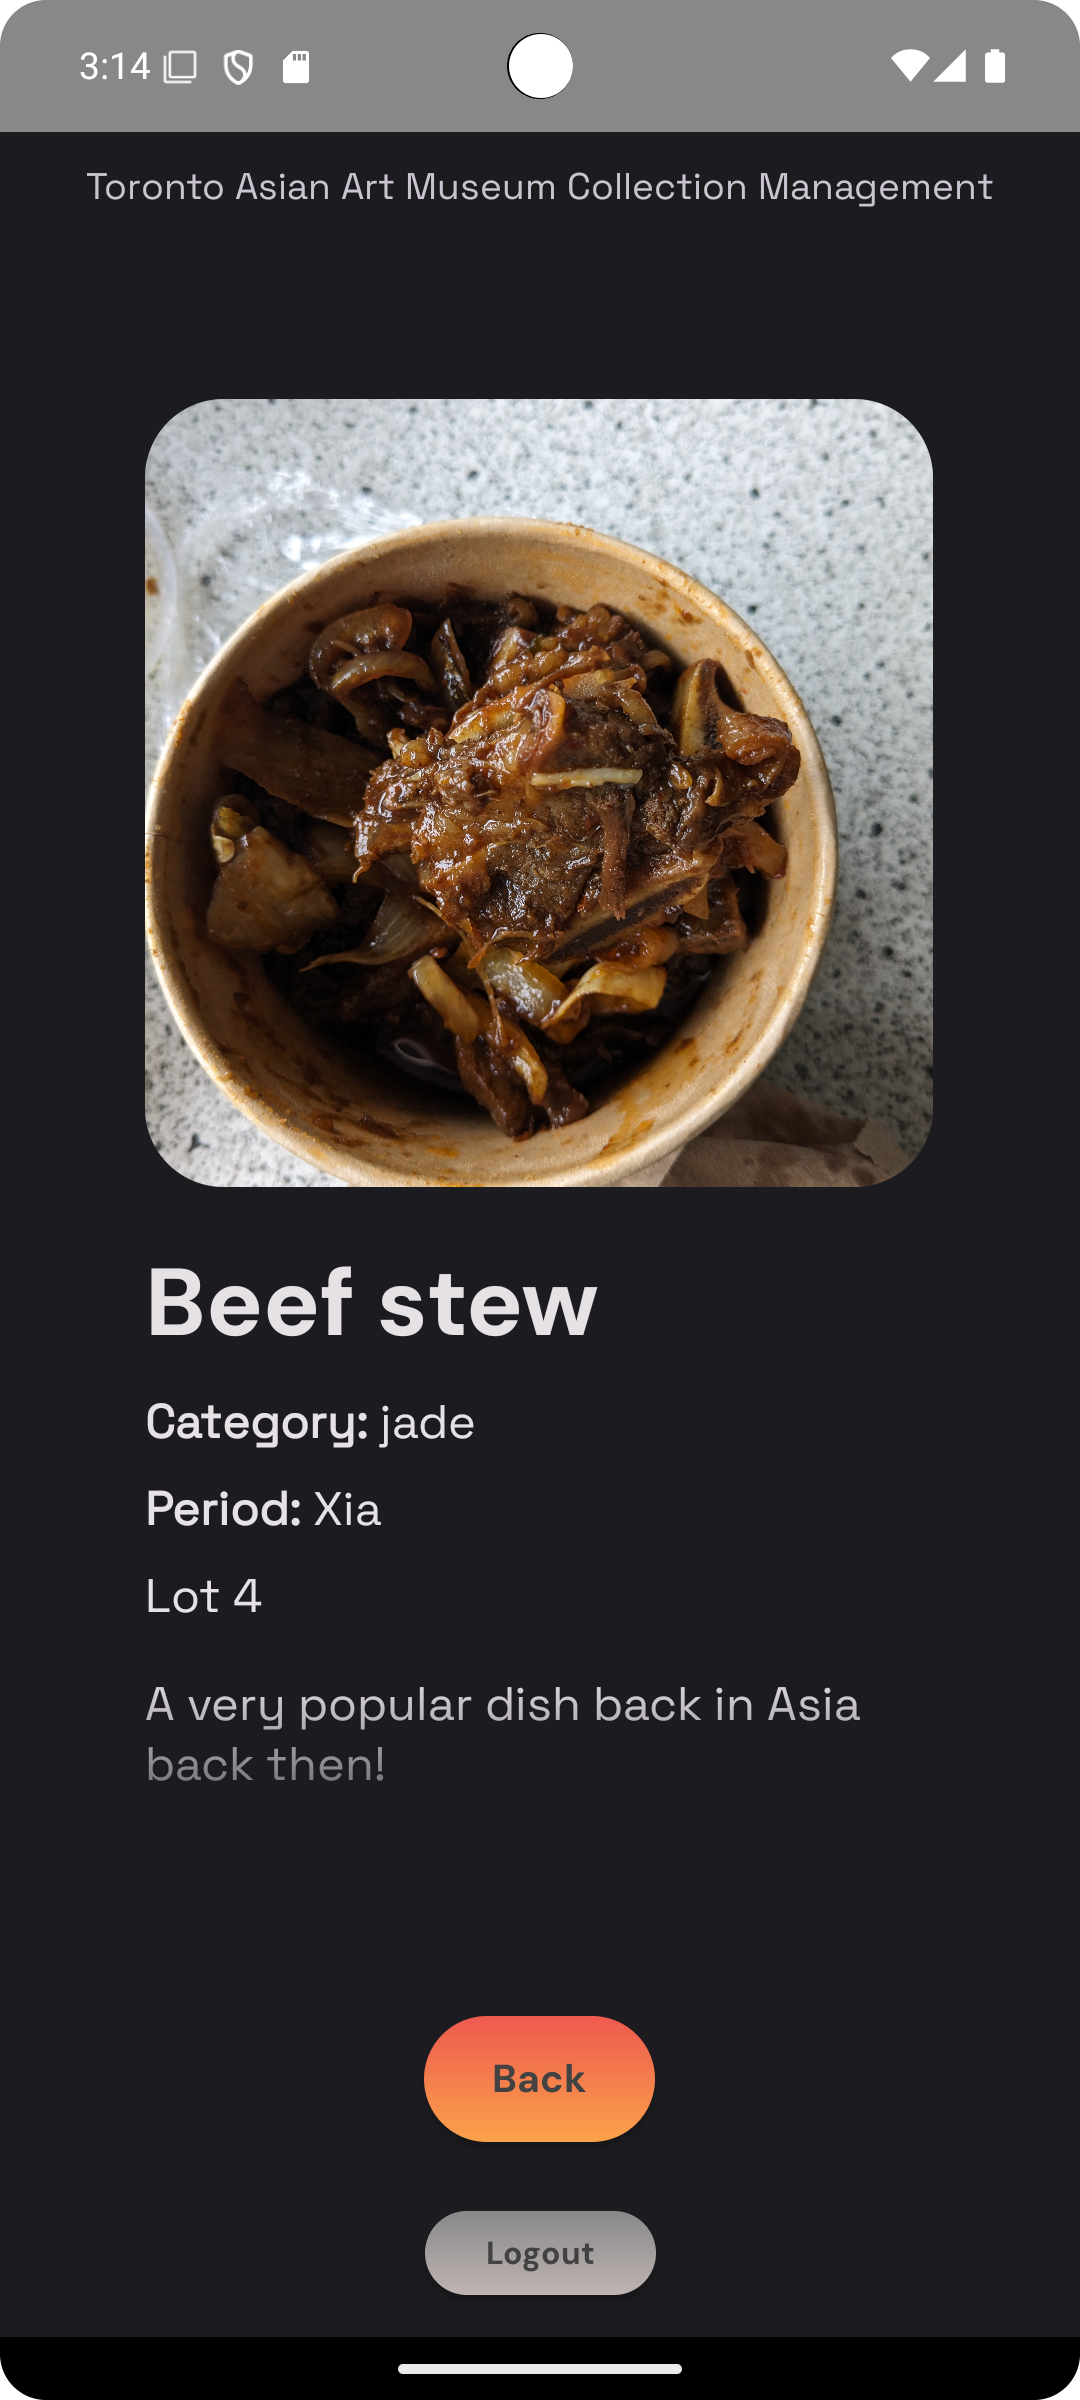 3:14
Toronto Asian Art Museum Collection Management
Beef stew
Category: jade
Period: Xia
Lot 4
A very popular dish back in Asia
back then!
Back
Logout